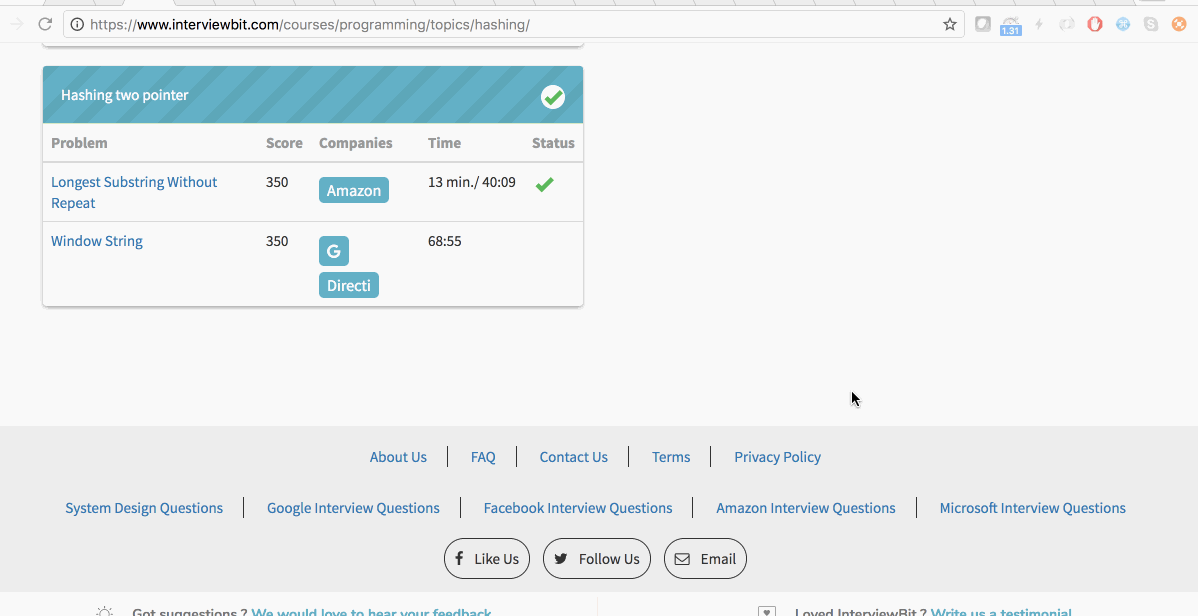 https://www.interviewbit.com/courses/programming/topics/hashing/
1.31
Hashing two pointer
Problem Score Companies Time Status
Longest Substring Without 350 Amazon 13 min./ 40:09
Repeat
Window String 350 G 68:55
Directi
About Us FAQ Contact Us Terms Privacy Policy
System Design Questions Google Interview Questions Facebook Interview Questions Amazon Interview Questions Microsoft Interview Questions
Like Us Follow Us Email
Got suggestions ? We would love to hear your feedback. Loved InterviewBit ? Write us a testimonial.